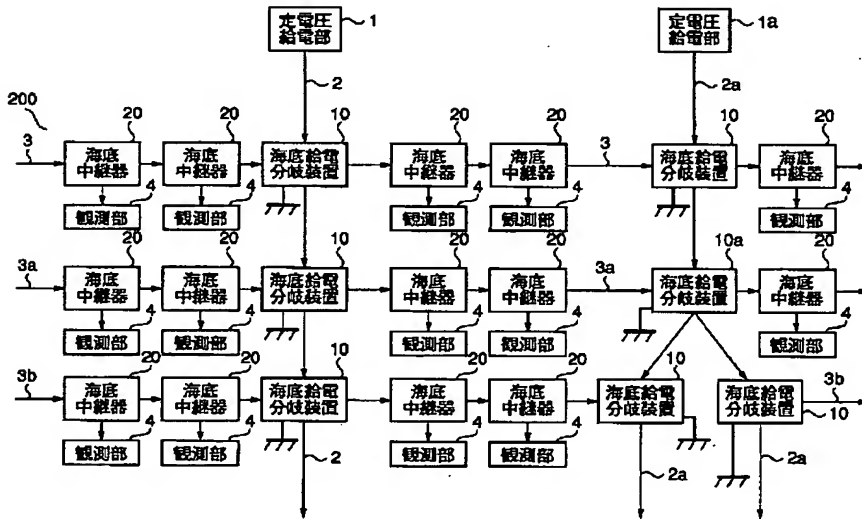 定電圧
給電部
1
定電圧
給電部
1a
2
2a
200
3
20
海底
中継器
20
海底
中継器
10
海底給電
分岐装置
20
海底
中継器
20
海底
中継器
3
10
海底給電
分岐装置
20
海底
中継器
4
観測部
4
観測部
4
観測部
4
観測部
4
観測部
3a
20
海底
中継器
20
海底
中継器
10
海底給電
分岐装置
20
海底
中継器
20
海底
中継器
3a
10a
海底給電
分岐装置
20
海底
中継器
4
観測部
4
観測部
4
観測部
4
観測部
4
観測部
3b
20
海底
中継器
20
海底
中継器
10
海底給電
分岐装置
20
海底
中継器
20
海底
中継器
10
海底給電
分岐装置
海底給電
分岐装置
10
3b
4
観測部
4
観測部
4
観測部
4
観測部
2
2a
2a